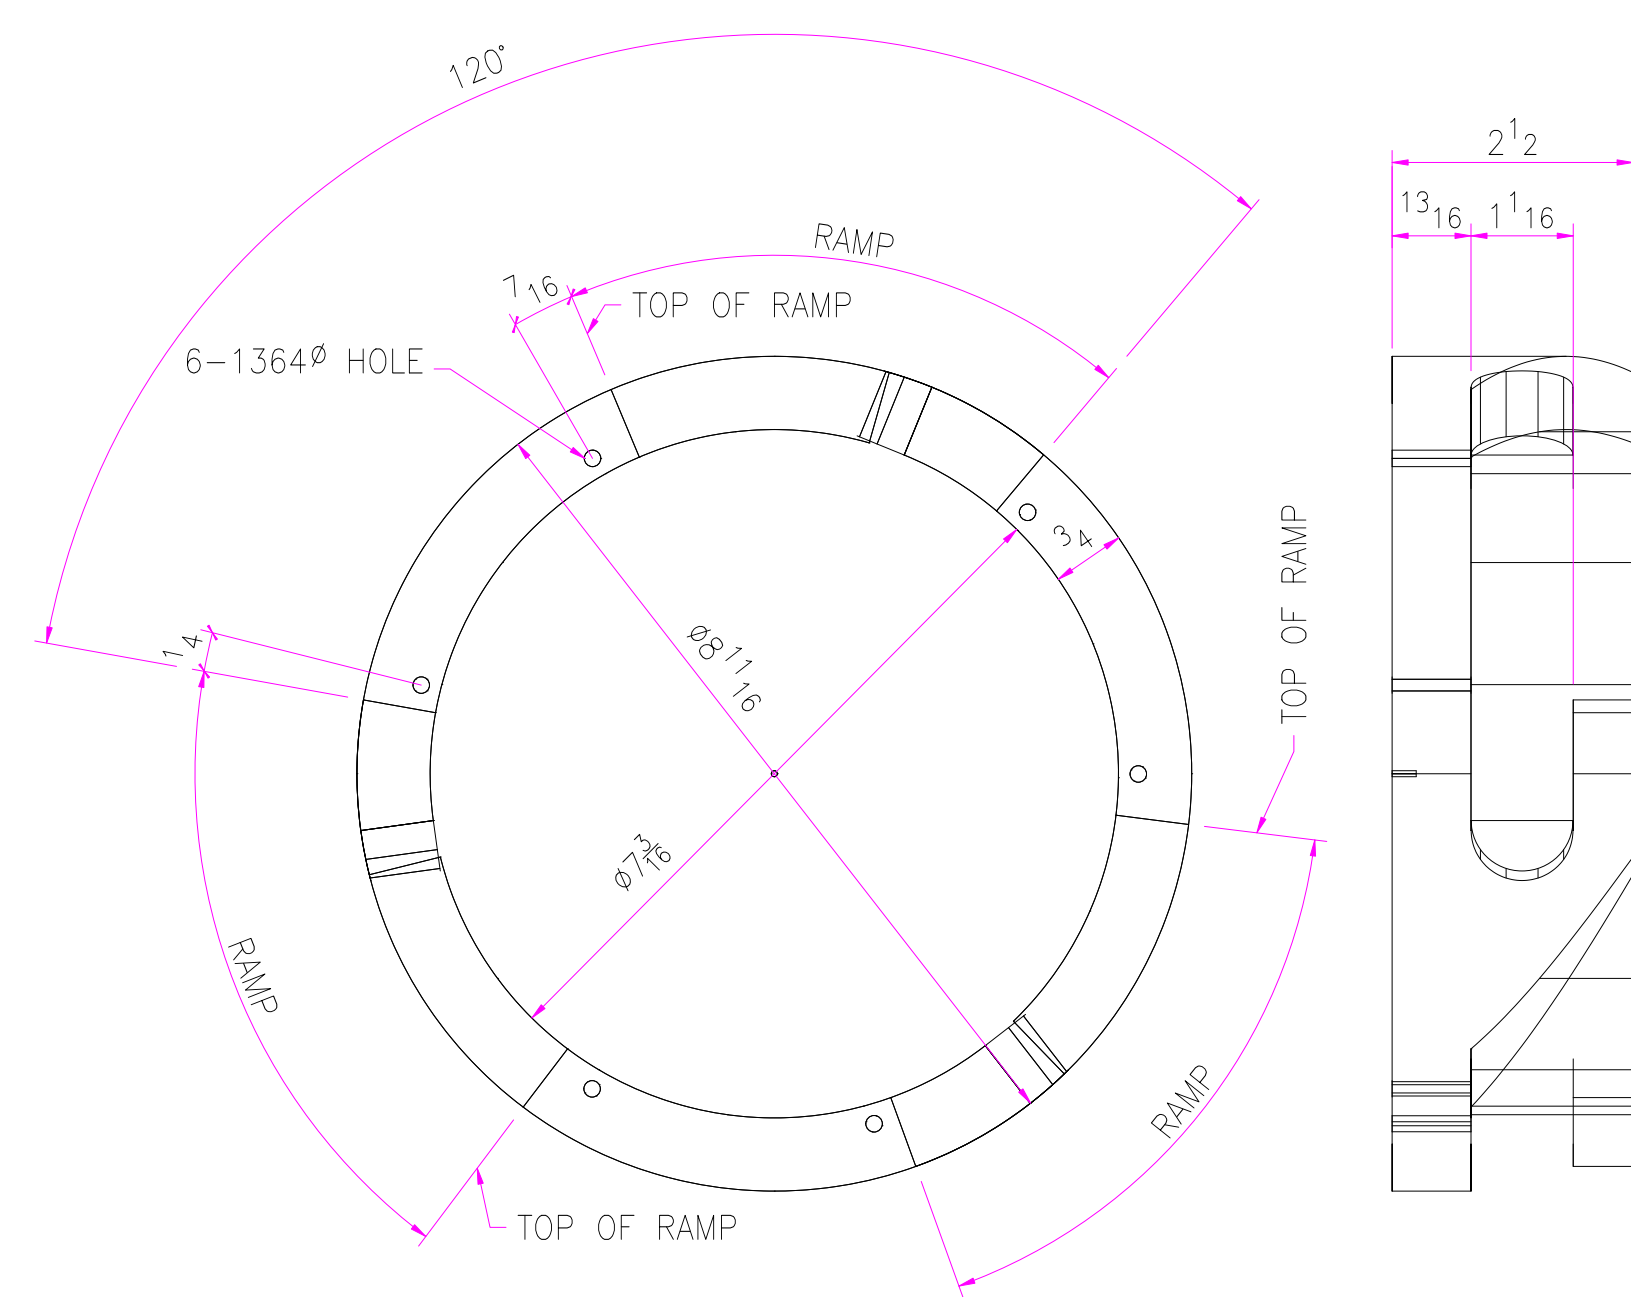 120°
2 1 2
13 16
1 1 16
RAMP
7 16
TOP OF RAMP
6-1364Ø HOLE
3 4
TOP OF RAMP
1 4
Ø8 11 16
Ø7 3/16
RAMP
RAMP
TOP OF RAMP